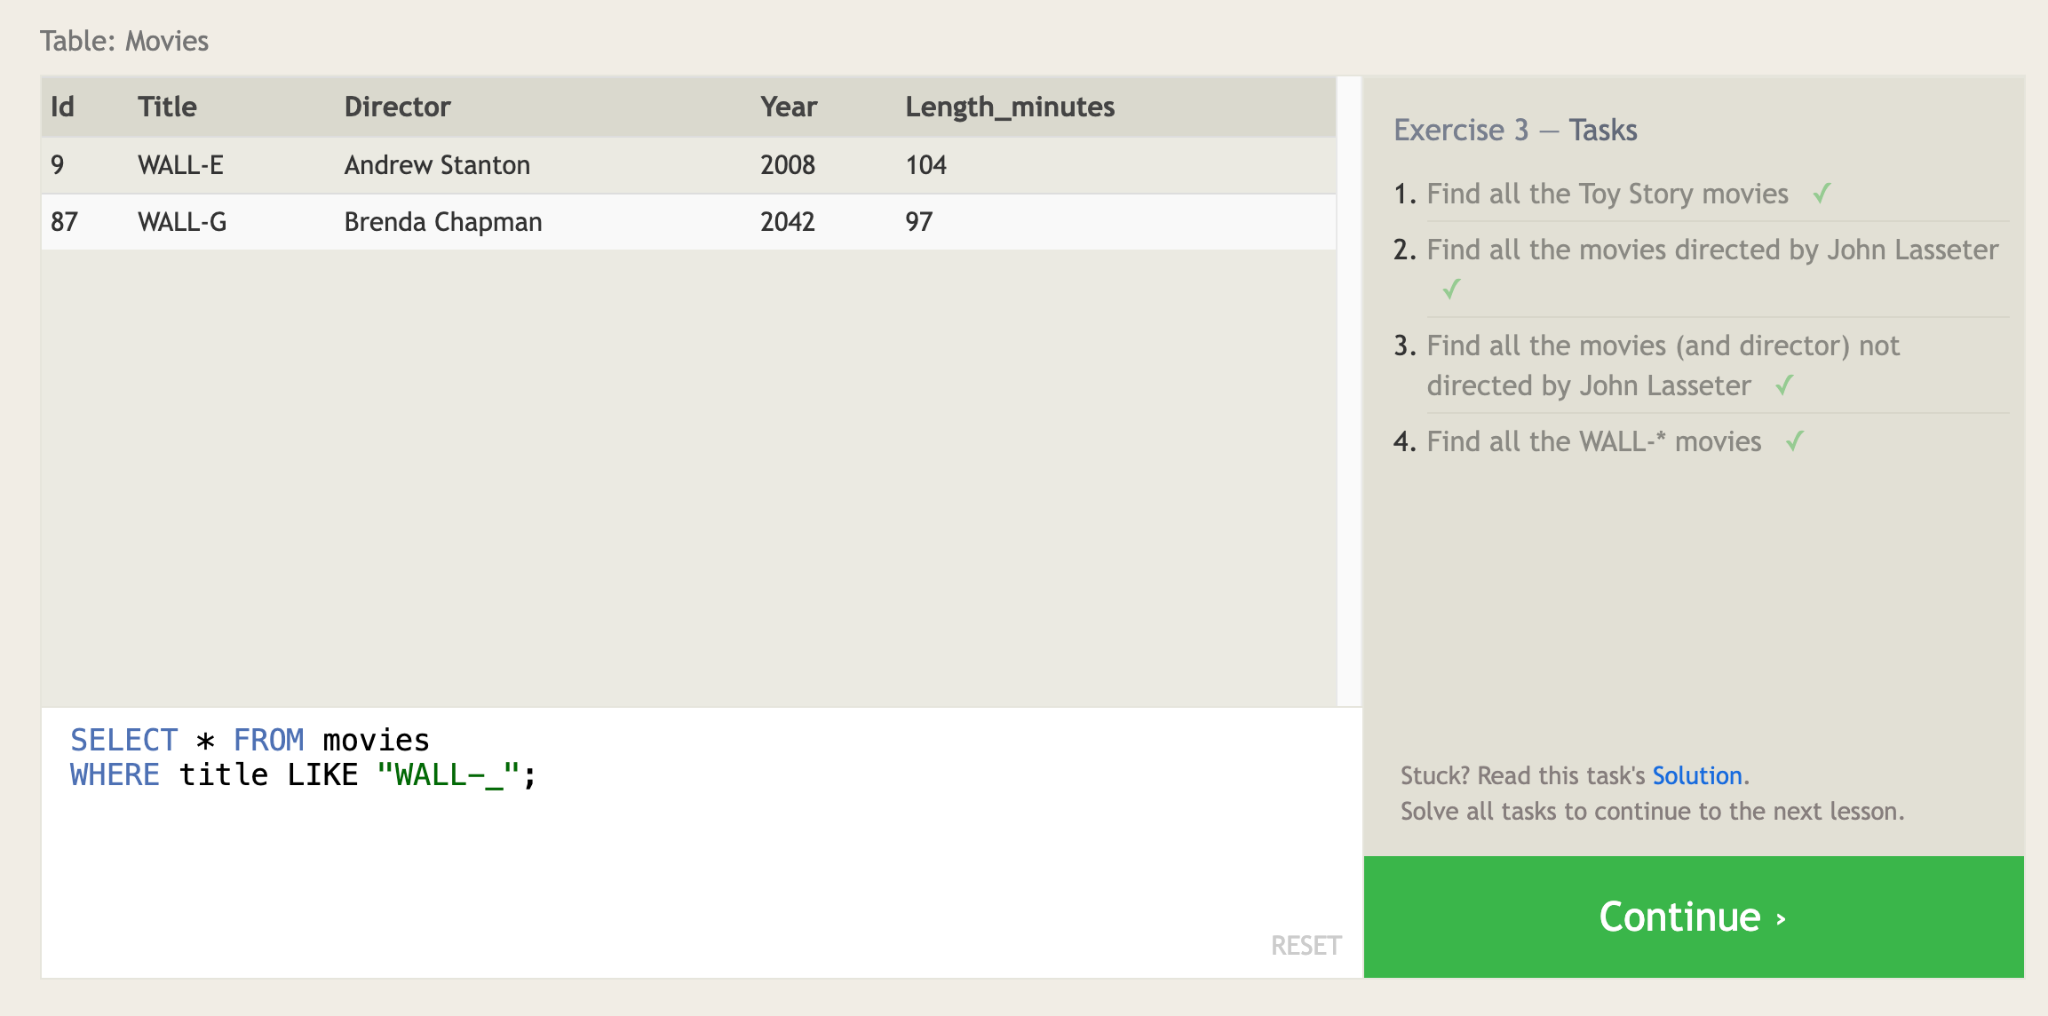 Table: Movies
Id Title Director Year Length_minutes
9 WALL-E Andrew Stanton 2008 104
87 WALL-G Brenda Chapman 2042 97
SELECT * FROM movies
WHERE title LIKE "WALL-_";
RESET
Exercise 3 — Tasks
1. Find all the Toy Story movies ✓
2. Find all the movies directed by John Lasseter
✓
3. Find all the movies (and director) not
directed by John Lasseter ✓
4. Find all the WALL-* movies ✓
Stuck? Read this task's Solution.
Solve all tasks to continue to the next lesson.
Continue ›